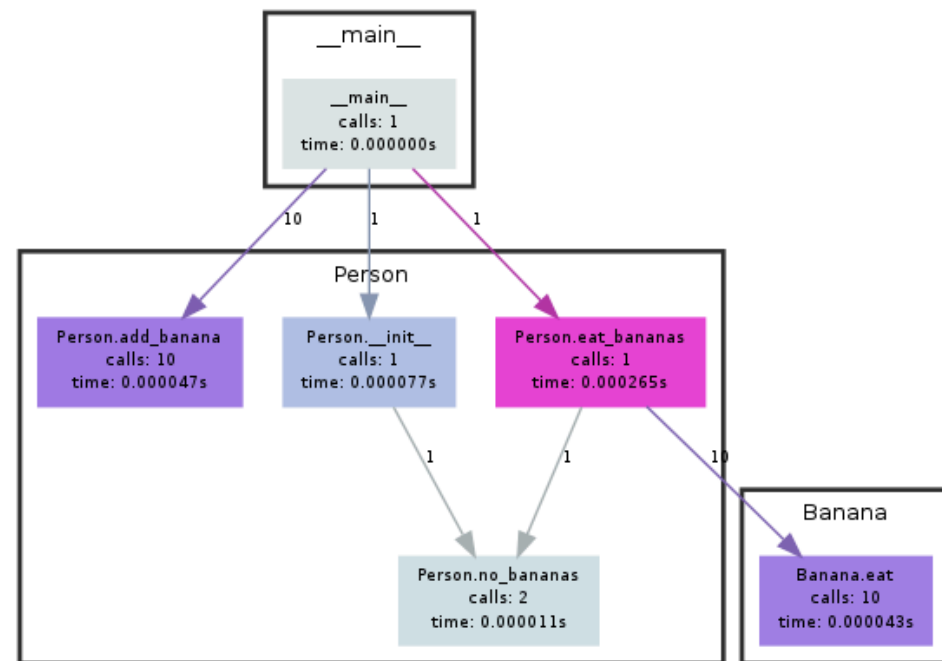 __main__
__main__
calls: 1
time: 0.000000s
10
1
1
Person
Person.add_banana
calls: 10
time: 0.000047s
Person.__init__
calls: 1
time: 0.000077s
Person.eat_bananas
calls: 1
time: 0.000265s
1
1
10
Banana
Person.no_bananas
calls: 2
time: 0.000011s
Banana.eat
calls: 10
time: 0.000043s